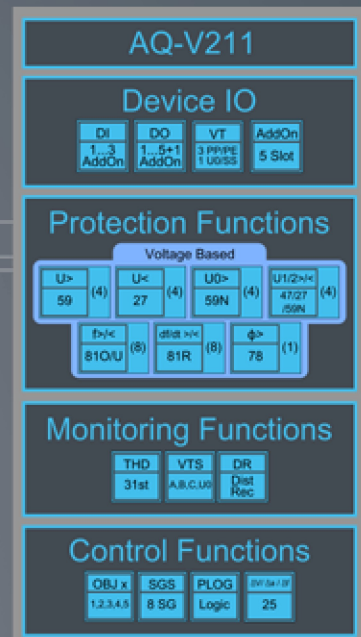 AQ-V211
Device IO
DI DO VT AddOn
1...3 AddOn
1...5+1 AddOn
3 PP/PE
1 U0/SS
5 Slot
Protection Functions
Voltage Based
U> U< U0> U1/2>/<
59 (4) 27 (4) 59N (4) 47/27 /59N (4)
f>/< df/dt >/< ϕ>
81O/U (8) 81R (8) 78 (1)
Monitoring Functions
THD VTS DR
31st A,B,C,U0 Dist Rec
Control Functions
OBJ x SGS PLOG
1,2,3,4,5 8 SG Logic 25